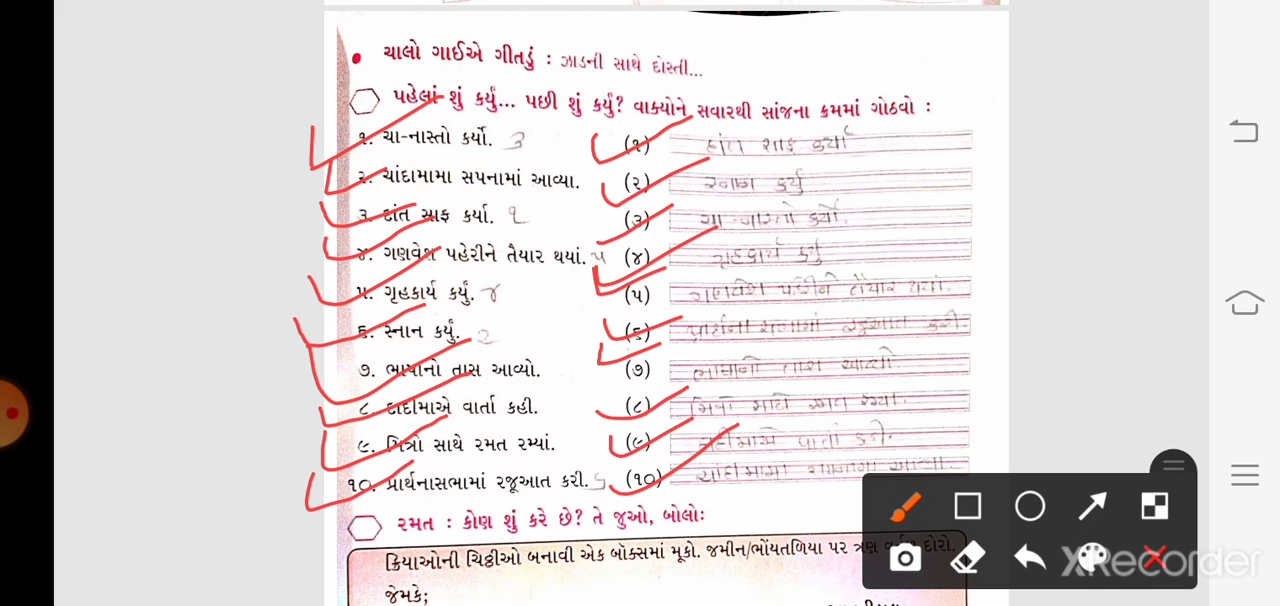 ચાલો ગાઈએ ગીતડું : ઝાડની સાથે દોસ્તી...
પહેલાં શું કર્યું... પછી શું કર્યું? વાક્યોને સવારથી સાંજના ક્રમમાં ગોઠવો :
૧. ચા-નાસ્તો કર્યો. ૩ (૧) દાંત સાફ કર્યા
૨. ચાંદામામા સપનામાં આવ્યા. (૨) સ્નાન કર્યુ
૩. દાંત સાફ કર્યા. ૧ (૩) ચા-નાસ્તો કર્યો.
૪. ગણવેશ પહેરીને તૈયાર થયાં. ૫ (૪) ગૃહકાર્ય કર્યુ
૫. ગૃહકાર્ય કર્યું. ૪ (૫) ગણવેશ પહેરીને તૈયાર થયાં.
૬. સ્નાન કર્યું. ૨ (૬) પ્રાર્થના સભામાં રજુઆત કરી.
૭. ભાષાનો તાસ આવ્યો. (૭) ભાષાનો તાસ આવ્યો.
૮. દાદીમાએ વાર્તા કહી. (૮) મિત્રો સાથે રમત રમ્યા.
૯. મિત્રો સાથે રમત રમ્યાં. (૯)
૧૦. પ્રાર્થનાસભામાં રજૂઆત કરી. ૬ (૧૦) ચાંદામામા સપનામાં આવ્યા.
રમત : કોણ શું કરે છે? તે જુઓ, બોલો:
ક્રિયાઓની ચિઠ્ઠીઓ બનાવી એક બૉક્સમાં મૂકો. જમીન/ભોંયતળિયા પર ત્રણ વર્તુળ દોરો.
જેમકે;
XRecorder